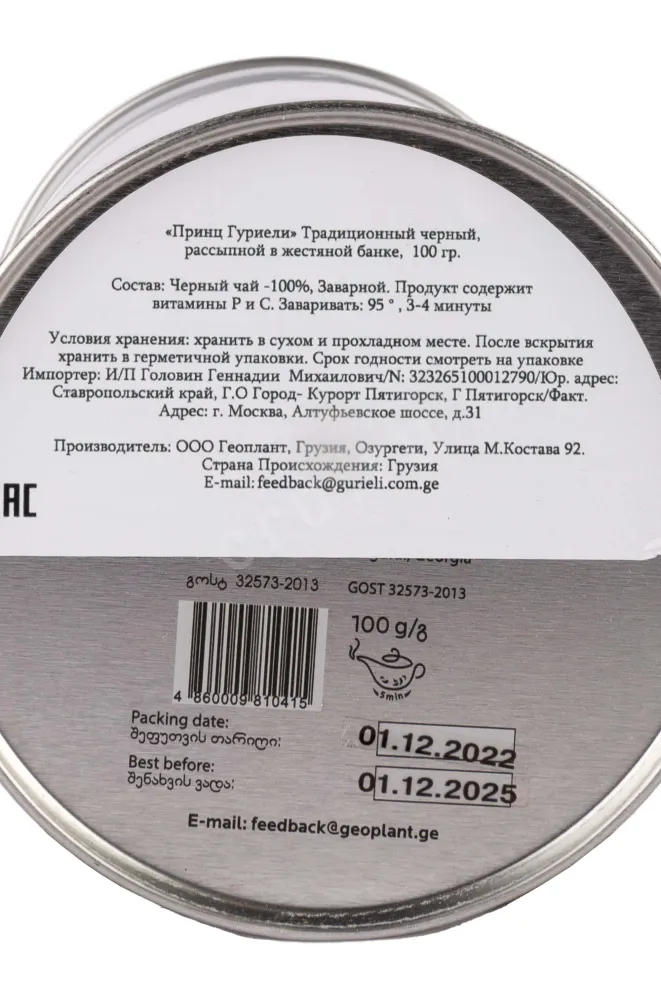 «Принц Гуриели» Традиционный черный,
рассыпной в жестяной банке, 100 гр.
Состав: Черный чай -100%, Заварной. Продукт содержит
витамины Р и С. Заваривать: 95 ° , 3-4 минуты
Условия хранения: хранить в сухом и прохладном месте. После вскрытия
хранить в герметичной упаковки. Срок годности смотреть на упаковке
Импортер: И/П Головин Геннадии Михаилович/N: 323265100012790/Юр. адрес:
Ставропольский край, Г.О Город- Курорт Пятигорск, Г Пятигорск/Факт.
Адрес: г. Москва, Алтуфьевское шоссе, д.31
Производитель: ООО Геоплант, Грузия, Озургети, Улица М.Костава 92.
Страна Происхождения: Грузия
E-mail: feedback@gurieli.com.ge
გოსტ 32573-2013 GOST 32573-2013
100 g/გ
5min
4 860009 810415
Packing date:
შეფუთვის თარიღი:
01.12.2022
Best before:
შენახვის ვადა:
01.12.2025
E-mail: feedback@geoplant.ge